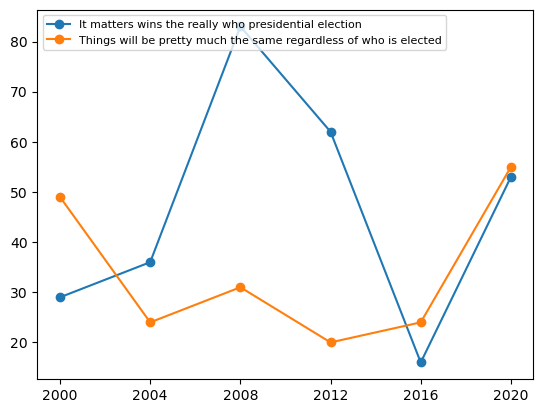 It matters wins the really who presidential election
Things will be pretty much the same regardless of who is elected
80
70
60
50
40
30
20
2000 2004 2008 2012 2016 2020